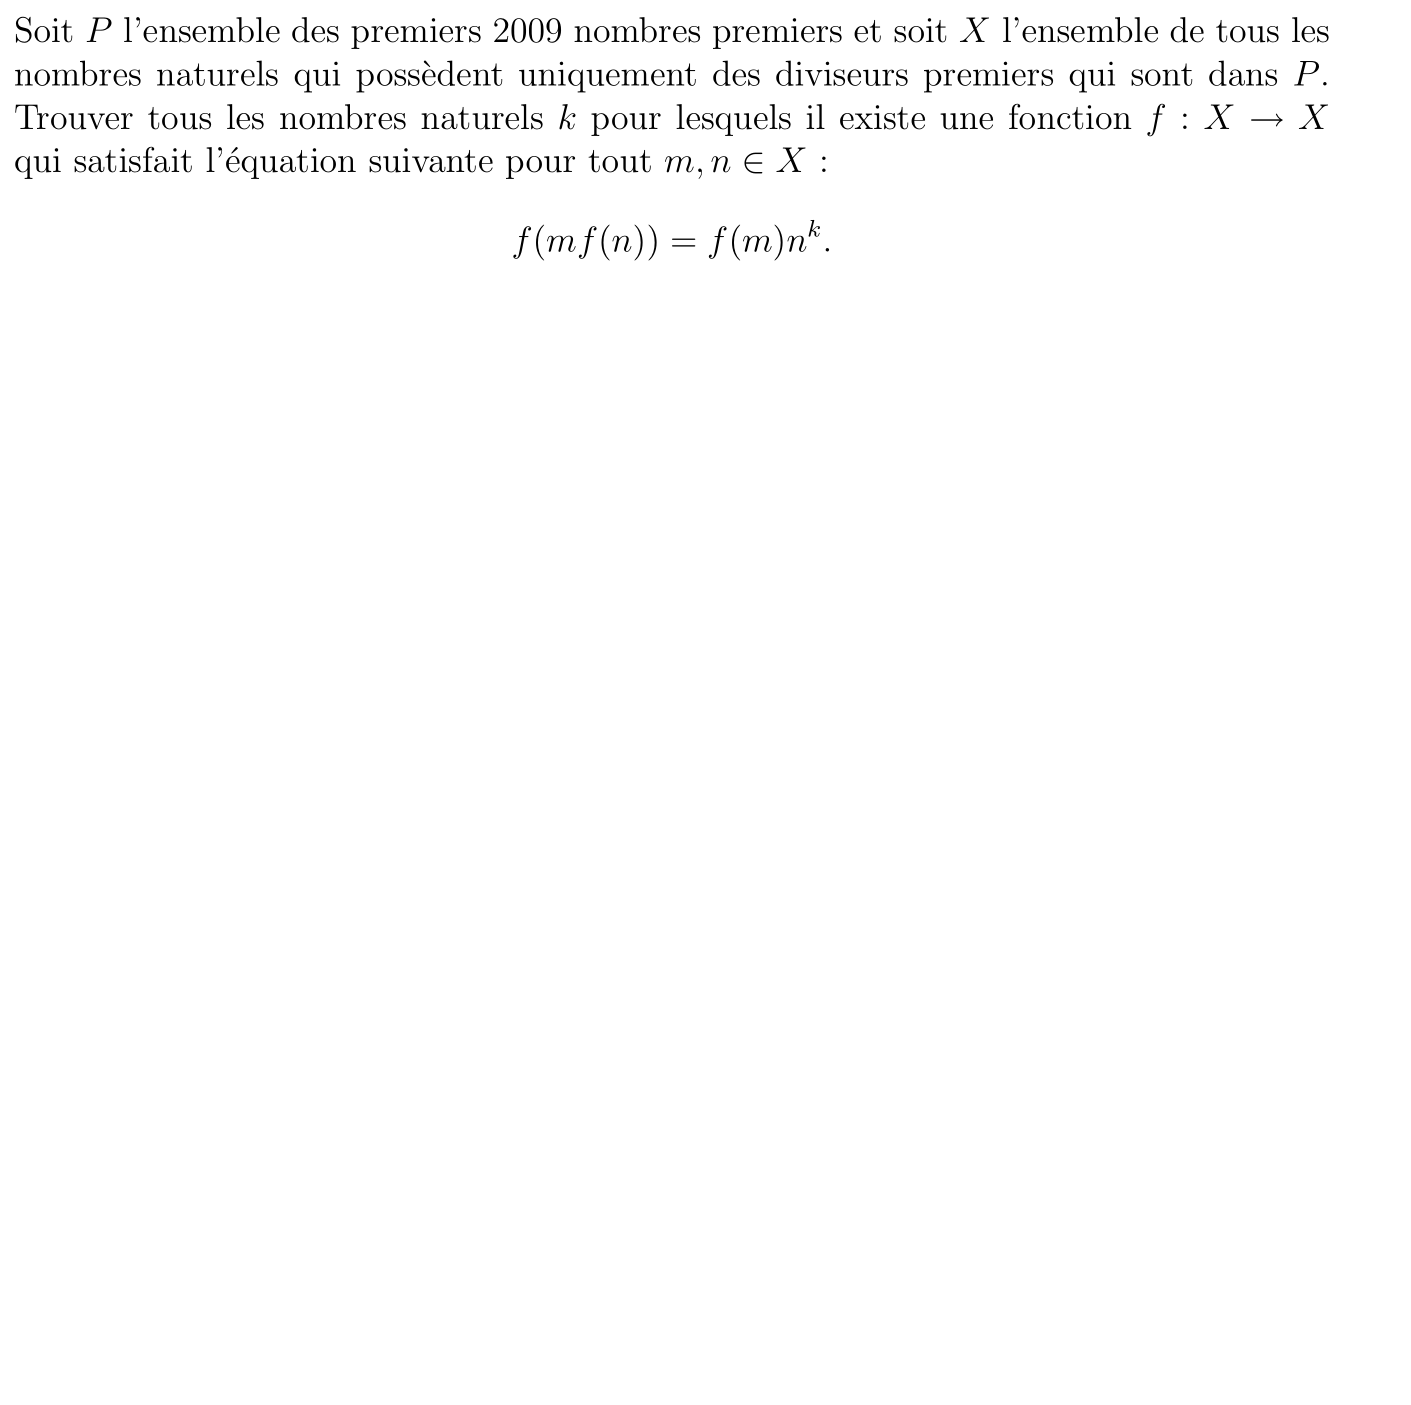 Soit P l'ensemble des premiers 2009 nombres premiers et soit X l'ensemble de tous les
nombres naturels qui possèdent uniquement des diviseurs premiers qui sont dans P.
Trouver tous les nombres naturels k pour lesquels il existe une fonction f : X → X
qui satisfait l'équation suivante pour tout m, n ∈ X :
f(mf(n)) = f(m)n^k.